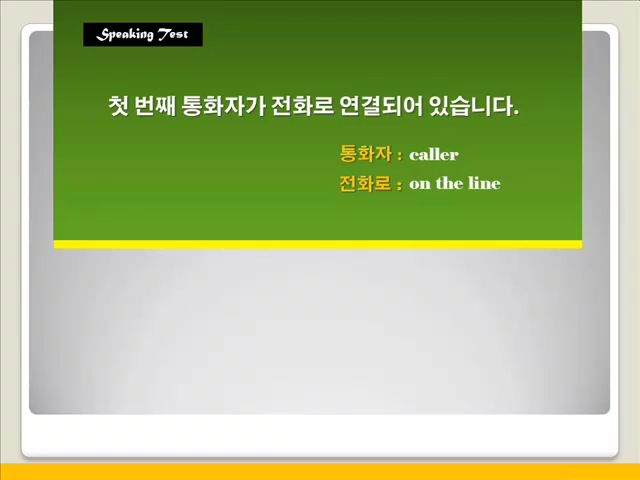 Speaking Test
첫 번째 통화자가 전화로 연결되어 있습니다.
통화자 : caller
전화로 : on the line